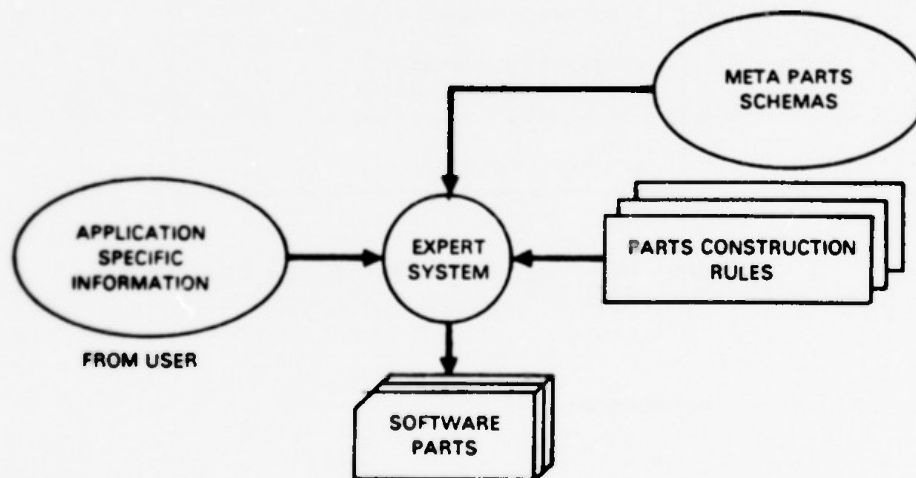 META PARTS
SCHEMAS
APPLICATION
SPECIFIC
INFORMATION
EXPERT
SYSTEM
PARTS CONSTRUCTION
RULES
FROM USER
SOFTWARE
PARTS